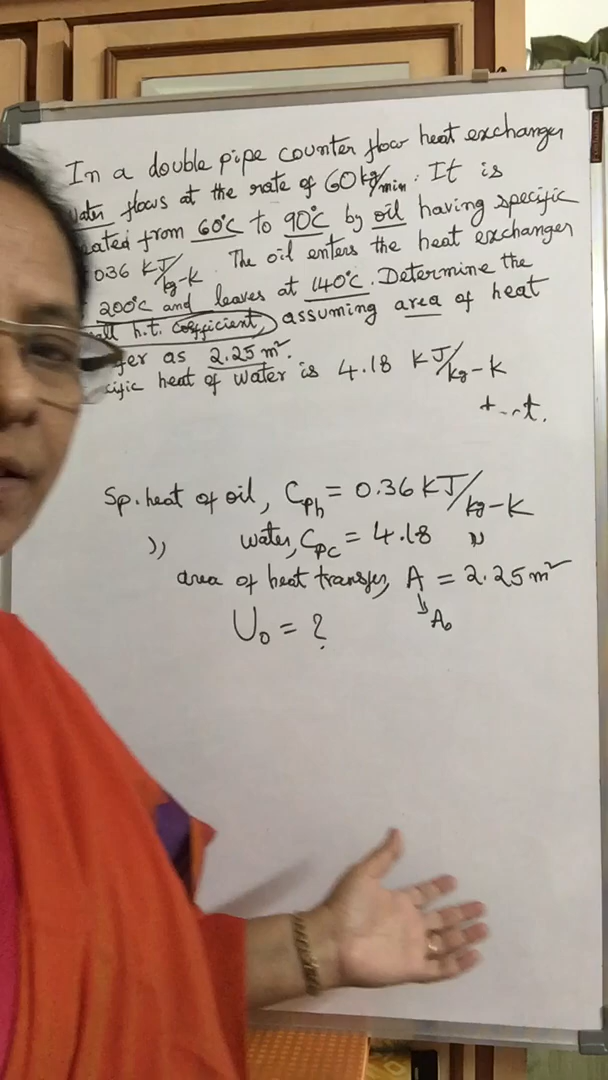 In a double pipe counter flow heat exchanger
water flows at the rate of 60 kg/min. It is
eated from 60°C to 90°C by oil having specific
036 KJ/kg-K. The oil enters the heat exchanger
200°C and leaves at 140°C. Determine the
all h.t. Coefficient, assuming area of heat
fer as 2.25 m².
cific heat of water is 4.18 KJ/kg-K
Sp. heat of oil, Cph = 0.36 KJ/kg-K
,, water, Cpc = 4.18 ,,
area of heat transfer, A = 2.25 m²
↓ A₀
U₀ = ?